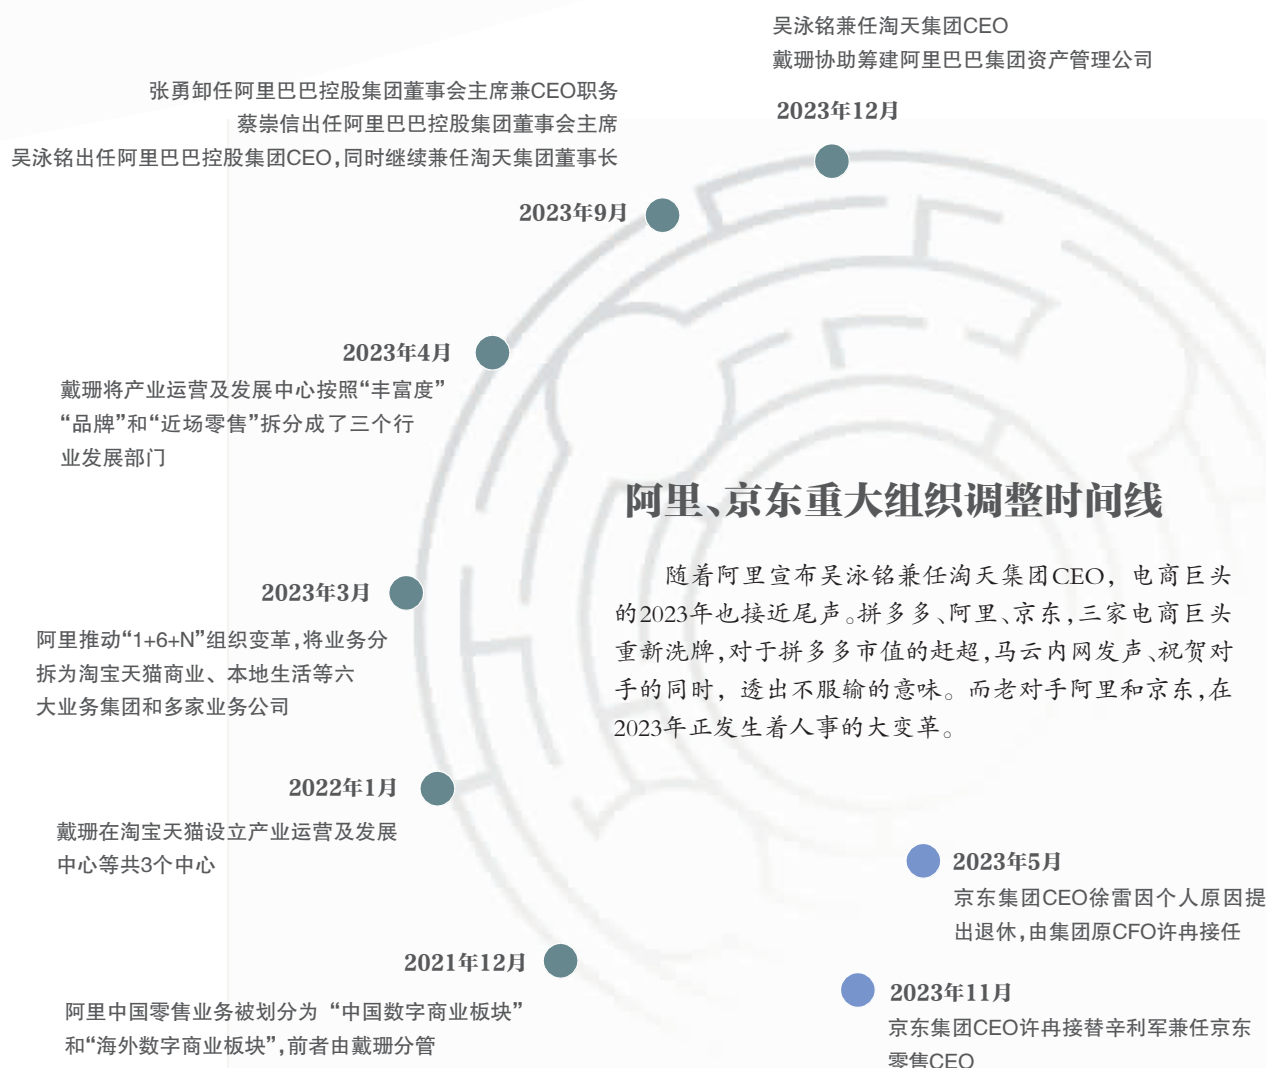 吴泳铭兼任淘天集团CEO
戴珊协助筹建阿里巴巴集团资产管理公司
2023年12月
张勇卸任阿里巴巴控股集团董事会主席兼CEO职务
蔡崇信出任阿里巴巴控股集团董事会主席
吴泳铭出任阿里巴巴控股集团CEO,同时继续兼任淘天集团董事长
2023年9月
2023年4月
戴珊将产业运营及发展中心按照“丰富度”
“品牌”和“近场零售”拆分成了三个行
业发展部门
阿里、京东重大组织调整时间线
随着阿里宣布吴泳铭兼任淘天集团CEO，电商巨头
的2023年也接近尾声。拼多多、阿里、京东,三家电商巨头
重新洗牌,对于拼多多市值的赶超,马云内网发声、祝贺对
手的同时，透出不服输的意味。而老对手阿里和京东,在
2023年正发生着人事的大变革。
2023年3月
阿里推动“1+6+N”组织变革,将业务分
拆为淘宝天猫商业、本地生活等六
大业务集团和多家业务公司
2022年1月
戴珊在淘宝天猫设立产业运营及发展
中心等共3个中心
2021年12月
阿里中国零售业务被划分为 “中国数字商业板块”
和“海外数字商业板块”,前者由戴珊分管
2023年5月
京东集团CEO徐雷因个人原因提
出退休,由集团原CFO许冉接任
2023年11月
京东集团CEO许冉接替辛利军兼任京东
零售CEO